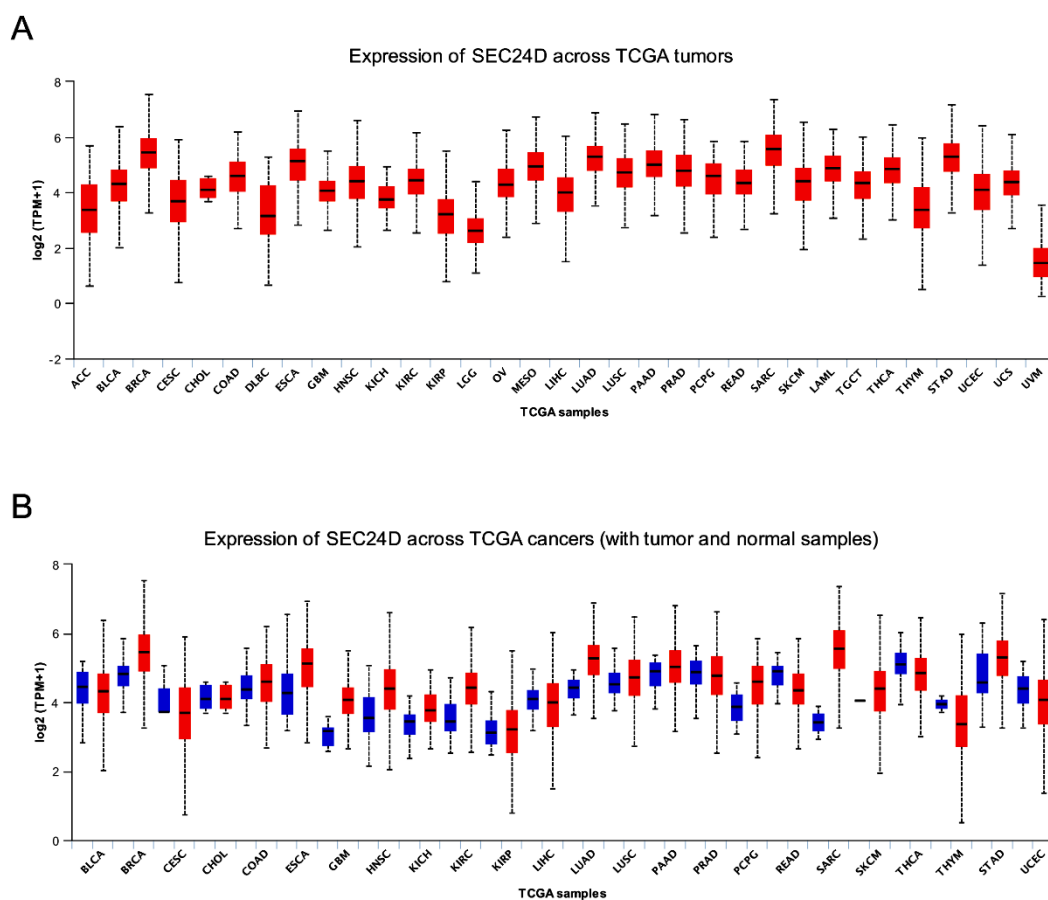 A
Expression of SEC24D across TCGA tumors
log2 (TPM+1)
8
6
4
2
0
-2
ACC BLCA BRCA CESC CHOL COAD DLBC ESCA GBM HNSC KICH KIRC KIRP LGG OV MESO LIHC LUAD LUSC PAAD PRAD PCPG READ SARC SKCM LAML TGCT THCA THYM STAD UCEC UCS UVM
TCGA samples
B
Expression of SEC24D across TCGA cancers (with tumor and normal samples)
log2 (TPM+1)
8
6
4
2
0
BLCA BRCA CESC CHOL COAD ESCA GBM HNSC KICH KIRC KIRP LIHC LUAD LUSC PAAD PRAD PCPG READ SARC SKCM THCA THYM STAD UCEC
TCGA samples